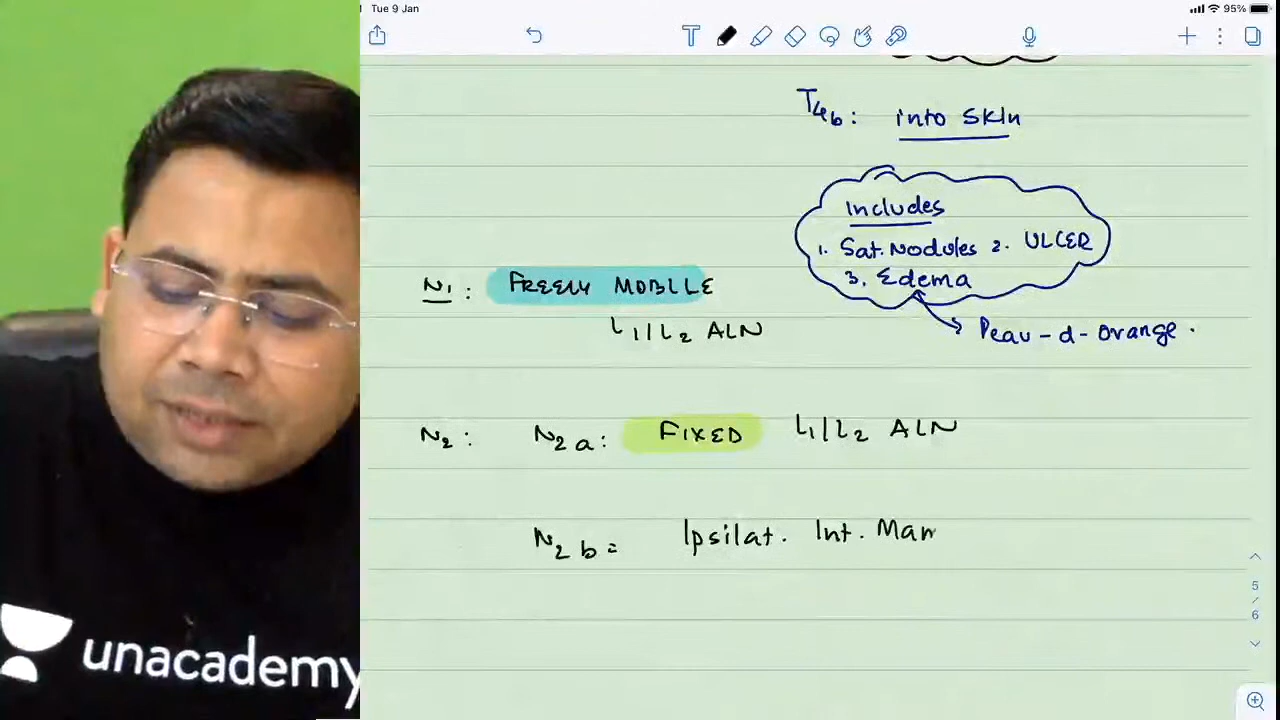 Tue 9 Jan
95%
T4b: into SKIn
Includes
1. Sat. Nodules 2. ULCER
3. Edema
Peau-d-orange.
N1: FREELY MOBILE
L1/L2 ALN
N2: N2a: FIXED L1/L2 ALN
N2b= Ipsilat. Int. Mam
5
/
6
unacademy